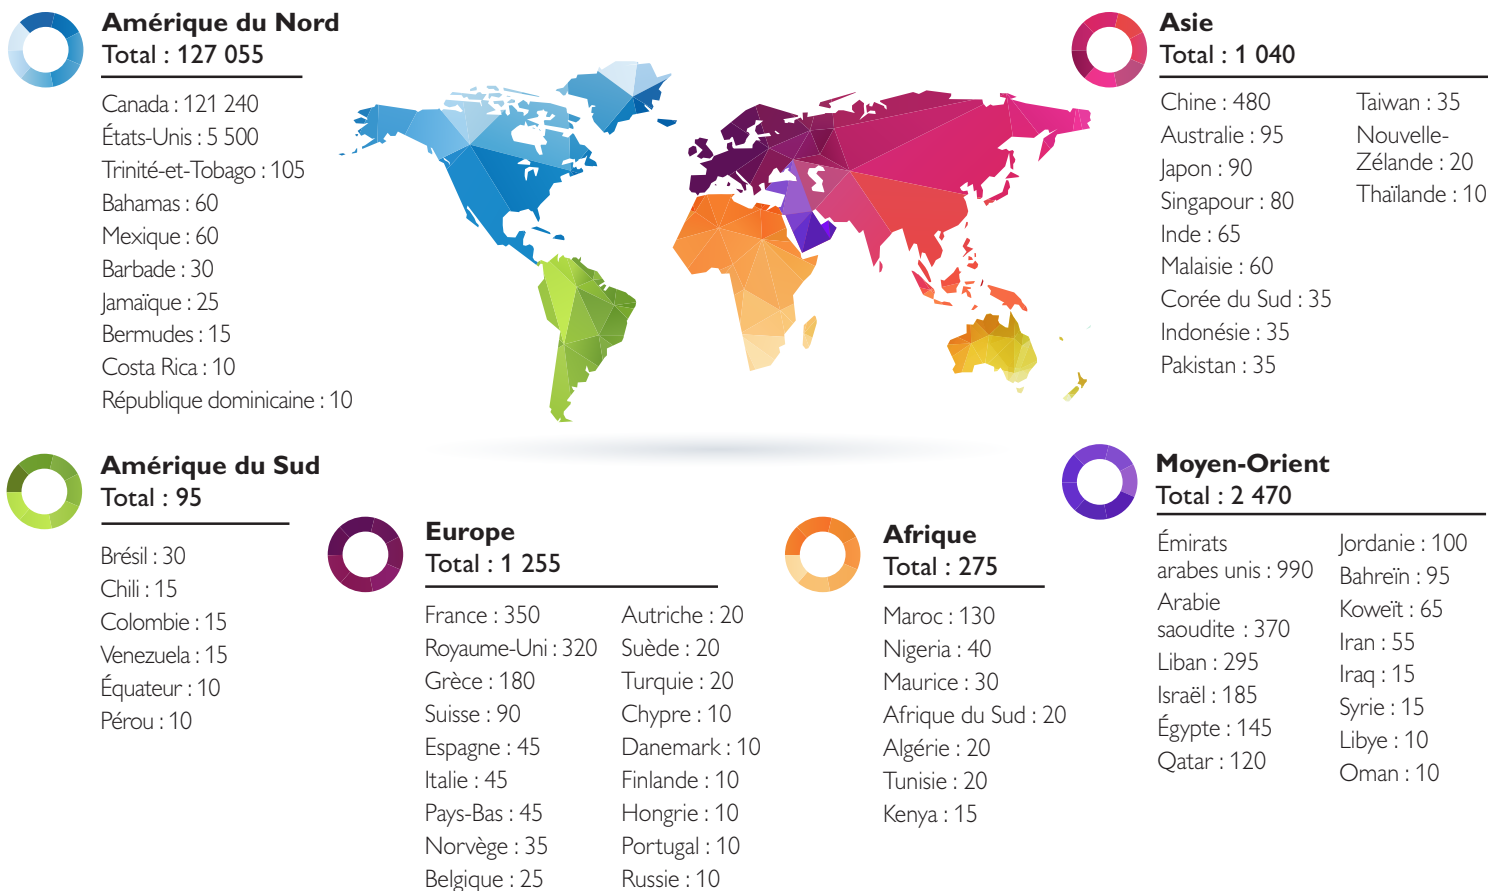 Amérique du Nord
Total : 127 055
Canada : 121 240
États-Unis : 5 500
Trinité-et-Tobago : 105
Bahamas : 60
Mexique : 60
Barbade : 30
Jamaïque : 25
Bermudes : 15
Costa Rica : 10
République dominicaine : 10
Asie
Total : 1 040
Chine : 480
Australie : 95
Japon : 90
Singapour : 80
Inde : 65
Malaisie : 60
Corée du Sud : 35
Indonésie : 35
Pakistan : 35
Taiwan : 35
Nouvelle-
Zélande : 20
Thaïlande : 10
Amérique du Sud
Total : 95
Brésil : 30
Chili : 15
Colombie : 15
Venezuela : 15
Équateur : 10
Pérou : 10
Europe
Total : 1 255
France : 350
Royaume-Uni : 320
Grèce : 180
Suisse : 90
Espagne : 45
Italie : 45
Pays-Bas : 45
Norvège : 35
Belgique : 25
Autriche : 20
Suède : 20
Turquie : 20
Chypre : 10
Danemark : 10
Finlande : 10
Hongrie : 10
Portugal : 10
Russie : 10
Afrique
Total : 275
Maroc : 130
Nigeria : 40
Maurice : 30
Afrique du Sud : 20
Algérie : 20
Tunisie : 20
Kenya : 15
Moyen-Orient
Total : 2 470
Émirats
arabes unis : 990
Arabie
saoudite : 370
Liban : 295
Israël : 185
Égypte : 145
Qatar : 120
Jordanie : 100
Bahreïn : 95
Koweït : 65
Iran : 55
Iraq : 15
Syrie : 15
Libye : 10
Oman : 10